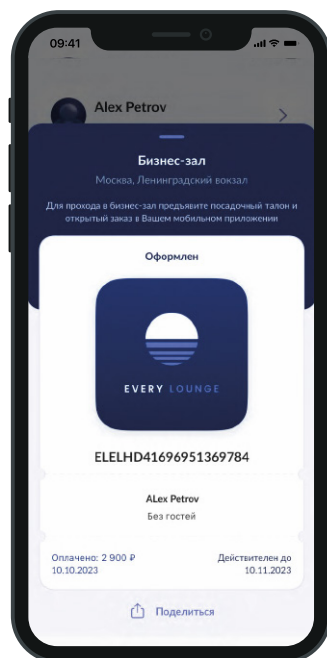 09:41
Alex Petrov
Бизнес-зал
Москва, Ленинградский вокзал
Для прохода в бизнес-зал предъявите посадочный талон и
открытый заказ в Вашем мобильном приложении
Оформлен
EVERY LOUNGE
ELELHD41696951369784
ALex Petrov
Без гостей
Оплачено: 2 900 ₽
10.10.2023
Действителен до
10.11.2023
Поделиться